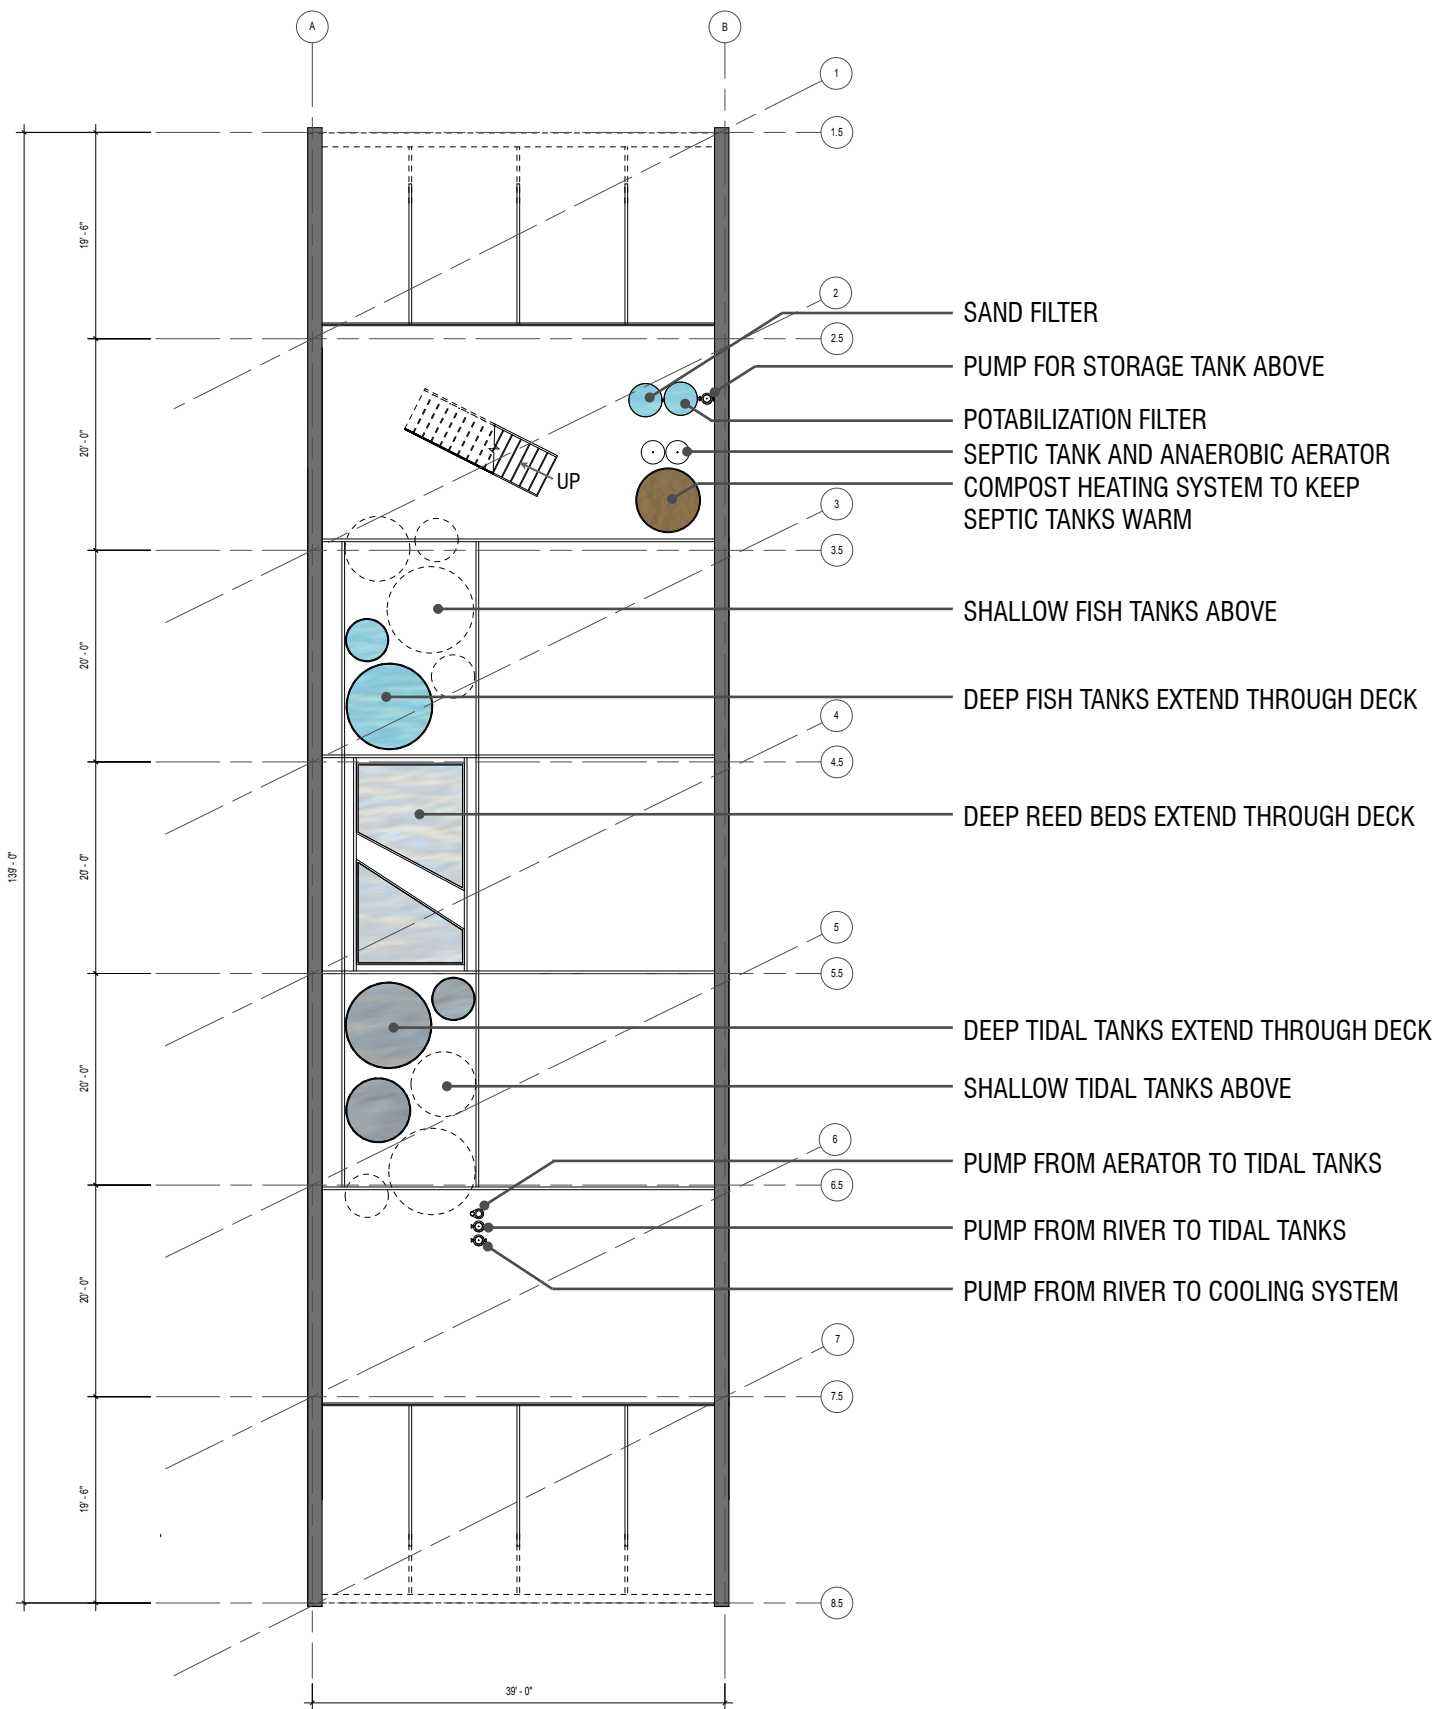 A
B
1
1.5
19' - 6"
2
SAND FILTER
2.5
PUMP FOR STORAGE TANK ABOVE
POTABILIZATION FILTER
20' - 0"
SEPTIC TANK AND ANAEROBIC AERATOR
UP
COMPOST HEATING SYSTEM TO KEEP
SEPTIC TANKS WARM
3
3.5
SHALLOW FISH TANKS ABOVE
20' - 0"
DEEP FISH TANKS EXTEND THROUGH DECK
4
4.5
DEEP REED BEDS EXTEND THROUGH DECK
139' - 0"
20' - 0"
5
5.5
DEEP TIDAL TANKS EXTEND THROUGH DECK
20' - 0"
SHALLOW TIDAL TANKS ABOVE
6
PUMP FROM AERATOR TO TIDAL TANKS
6.5
PUMP FROM RIVER TO TIDAL TANKS
20' - 0"
PUMP FROM RIVER TO COOLING SYSTEM
7
7.5
19' - 6"
8.5
39' - 0"